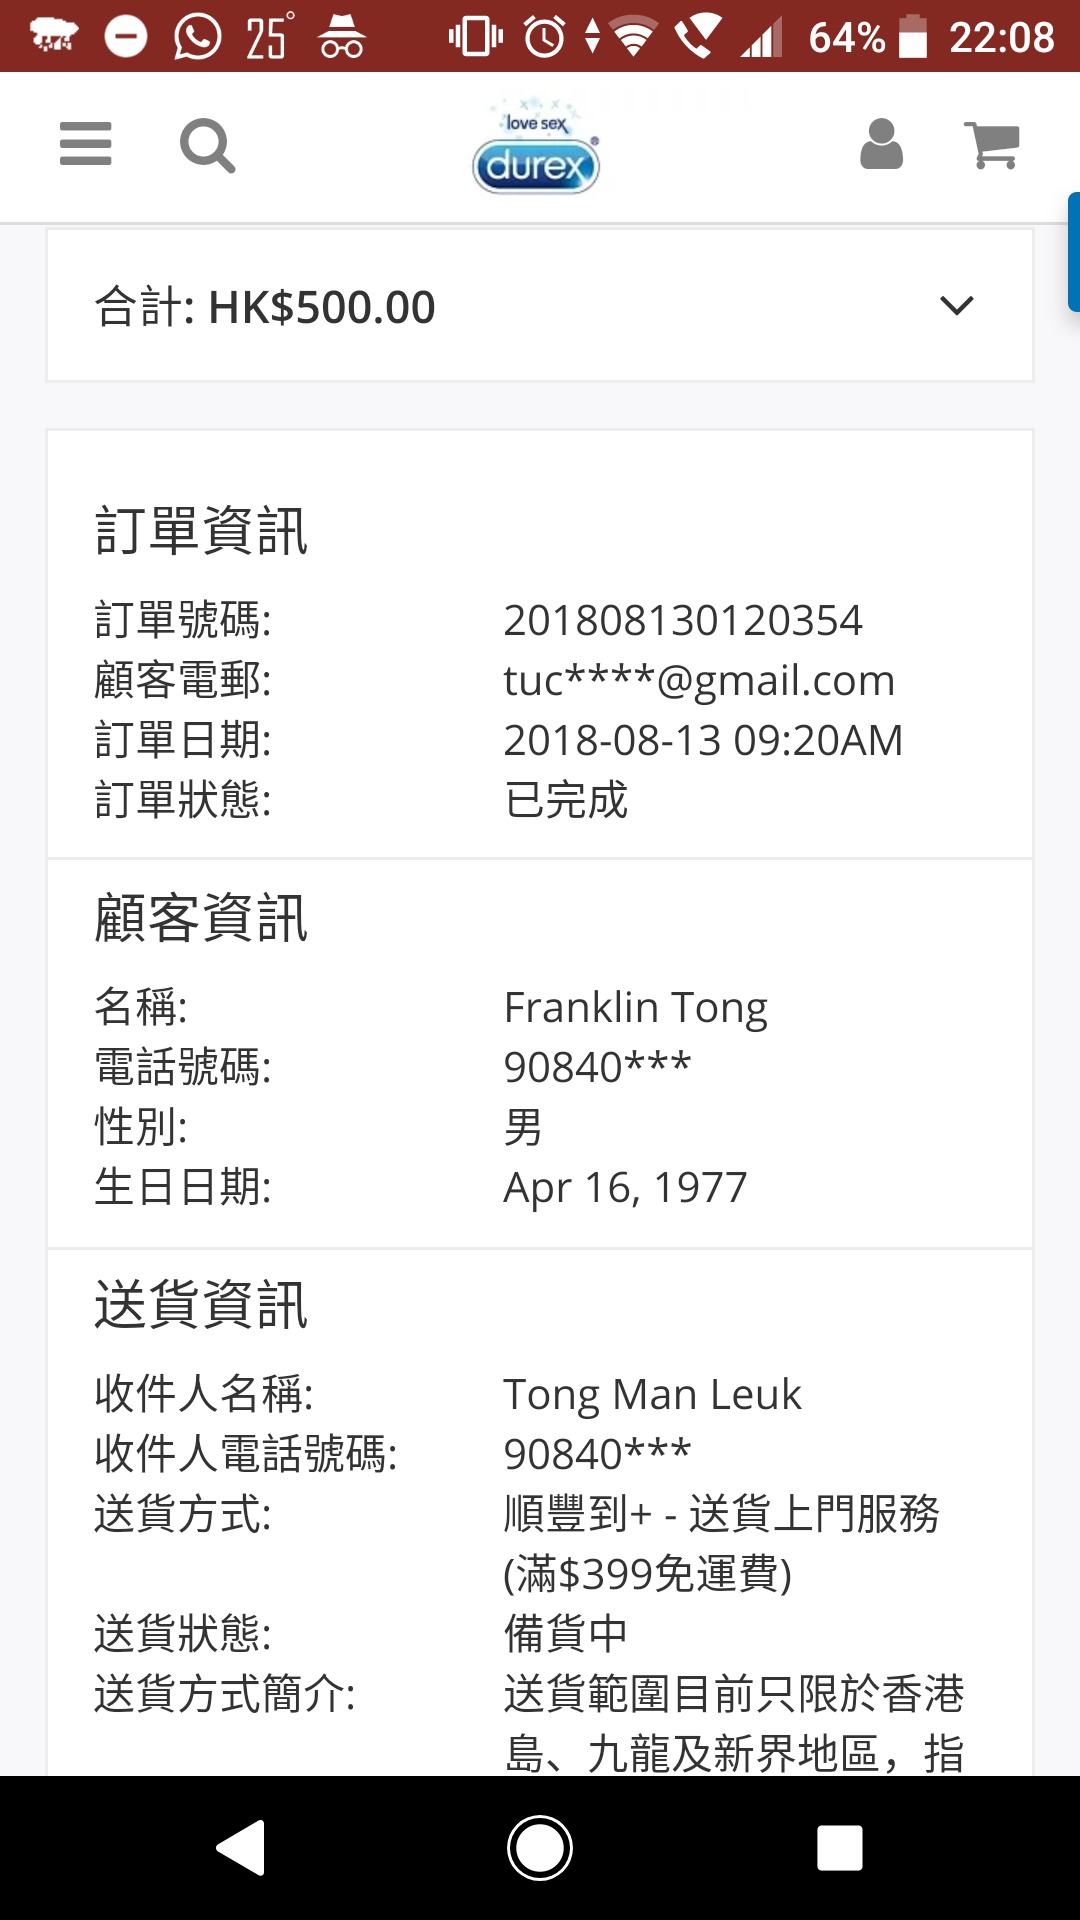 25°
64% 22:08
love sex
durex
合計: HK$500.00
訂單資訊
訂單號碼: 201808130120354
顧客電郵: tuc****@gmail.com
訂單日期: 2018-08-13 09:20AM
訂單狀態: 已完成
顧客資訊
名稱: Franklin Tong
電話號碼: 90840***
性別: 男
生日日期: Apr 16, 1977
送貨資訊
收件人名稱: Tong Man Leuk
收件人電話號碼: 90840***
送貨方式: 順豐到+ - 送貨上門服務
(滿$399免運費)
送貨狀態: 備貨中
送貨方式簡介: 送貨範圍目前只限於香港
島、九龍及新界地區，指